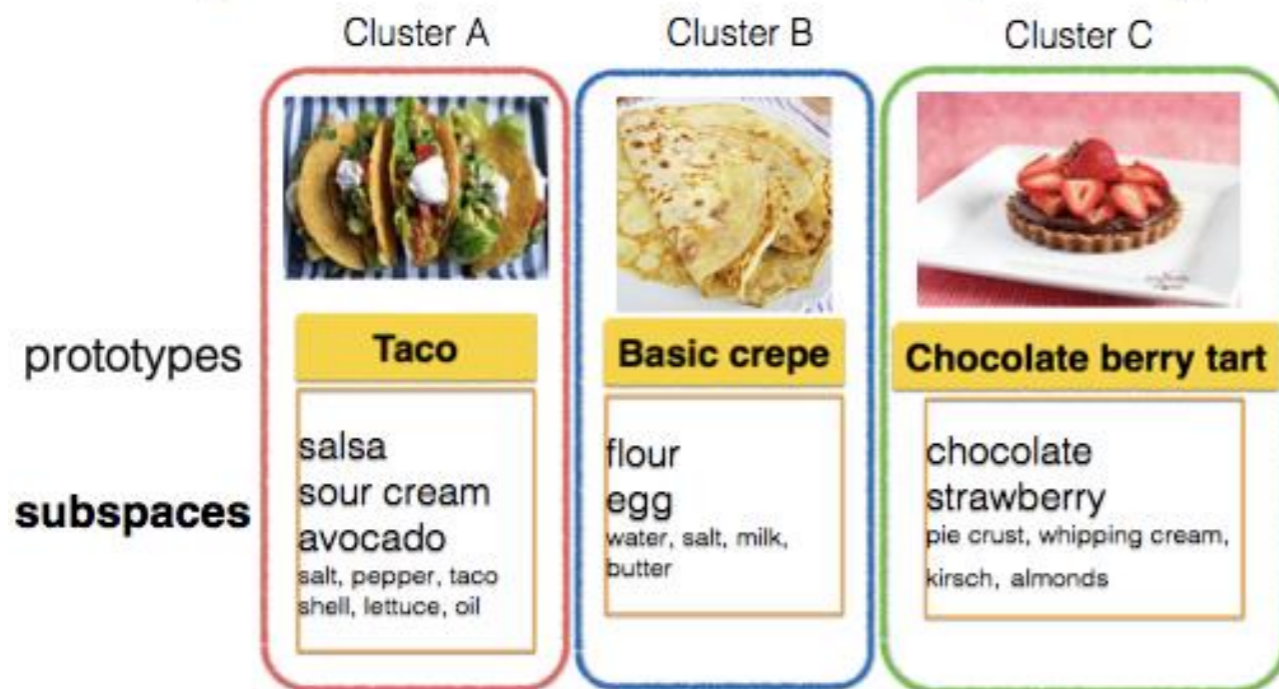 Cluster A
Cluster B
Cluster C
prototypes
Taco
Basic crepe
Chocolate berry tart
subspaces
salsa
sour cream
avocado
salt, pepper, taco
shell, lettuce, oil
flour
egg
water, salt, milk,
butter
chocolate
strawberry
pie crust, whipping cream,
kirsch, almonds